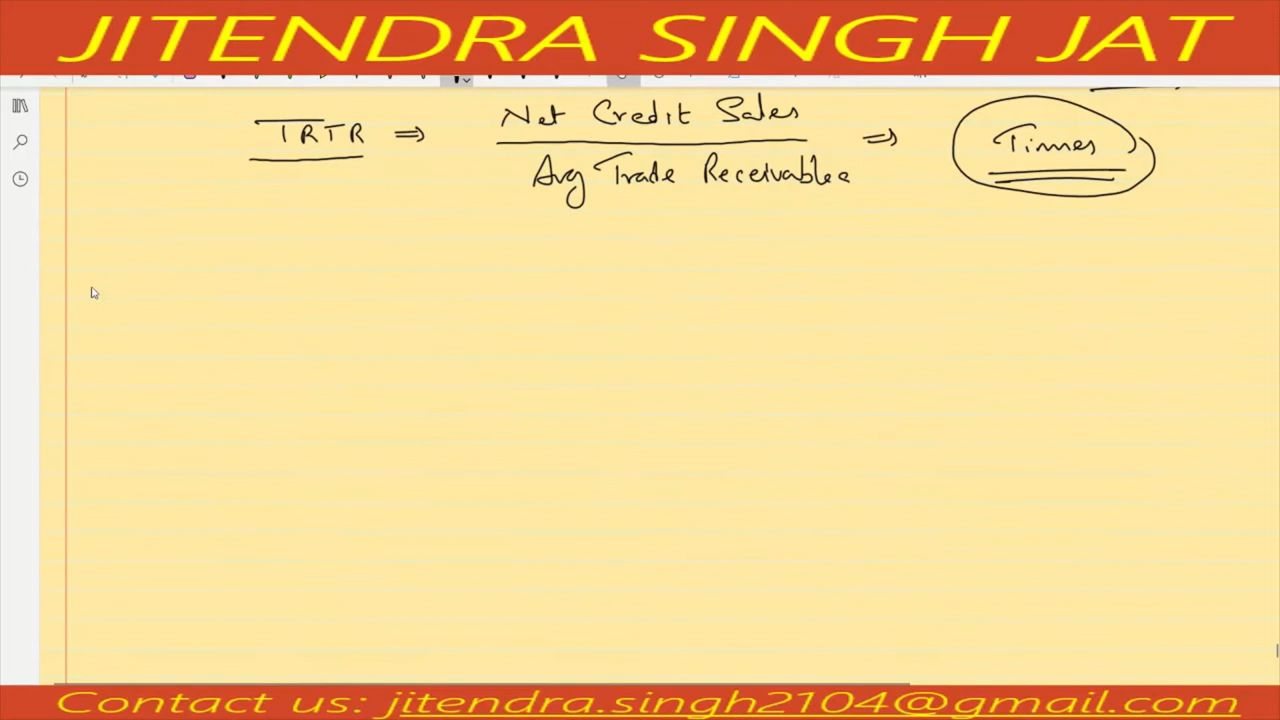 JITENDRA SINGH JAT
TRTR ⇒ Net Credit Sales ⇒ Times
Avg Trade Receivables
Contact us: jitendra.singh2104@gmail.com